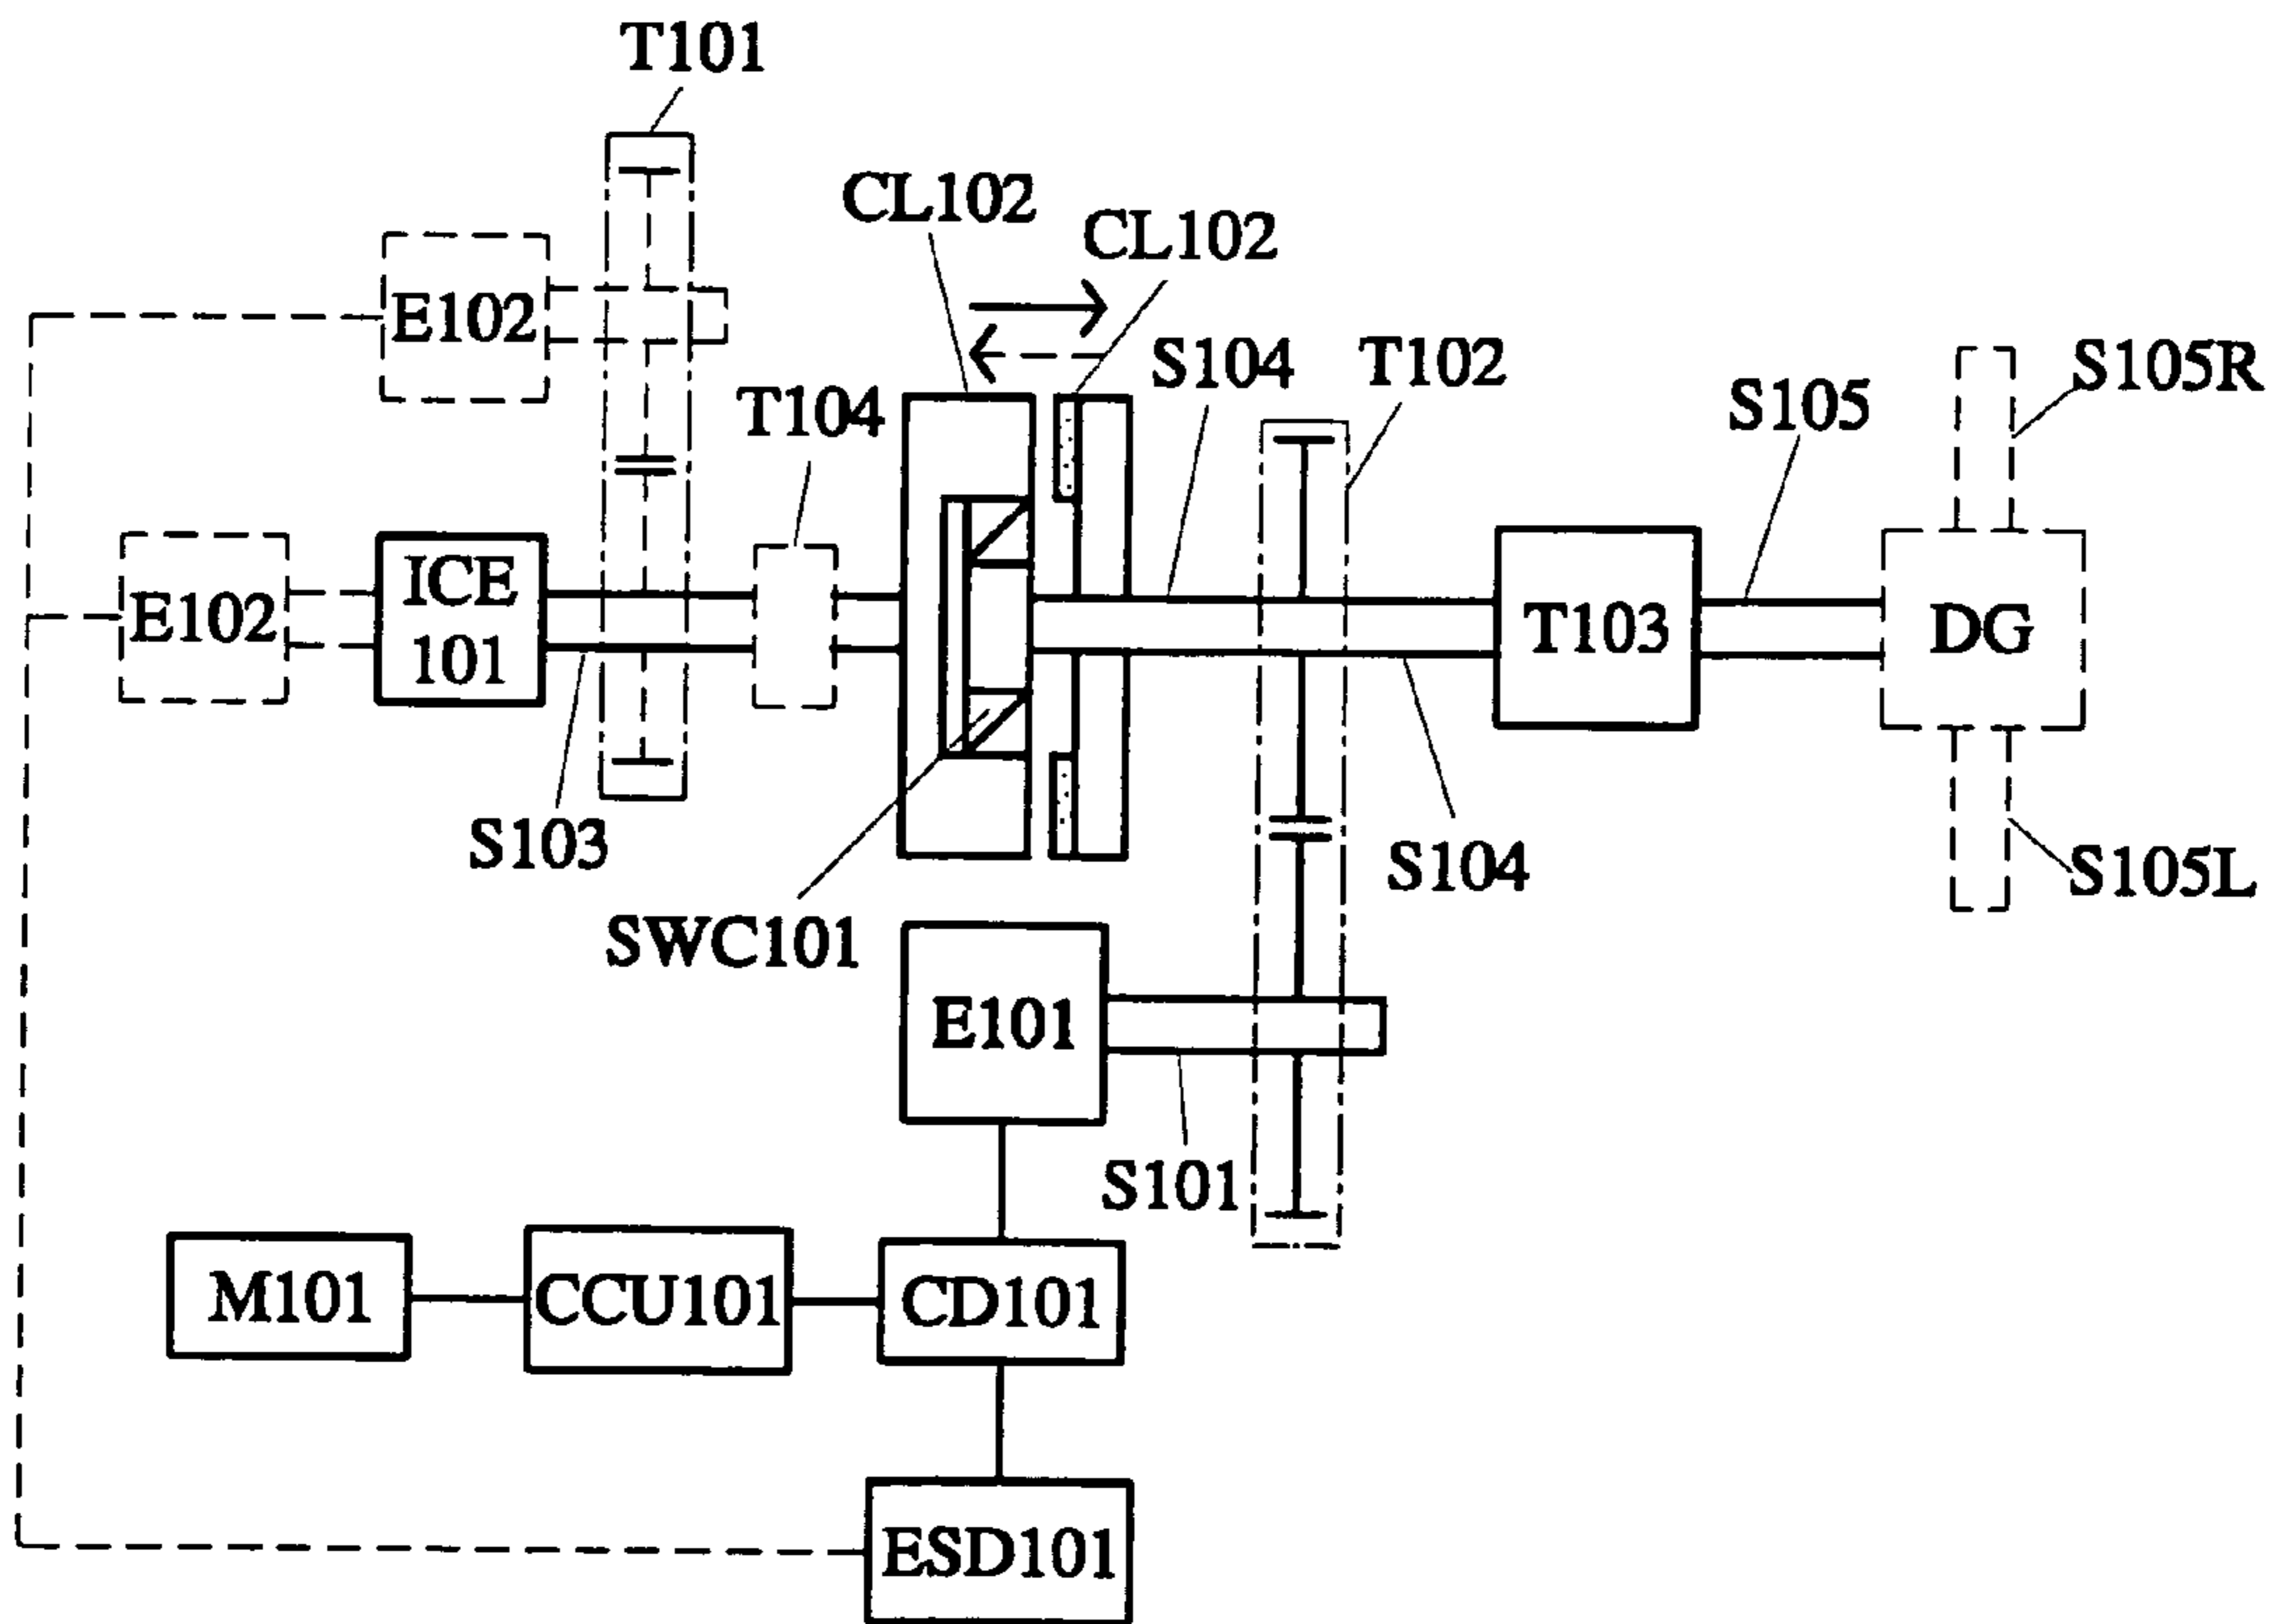 T101
CL102
CL102
E102
T104
S104
T102
S105
S105R
E102
ICE
101
T103
DG
S103
S104
S105L
SWC101
E101
S101
M101
CCU101
CD101
ESD101